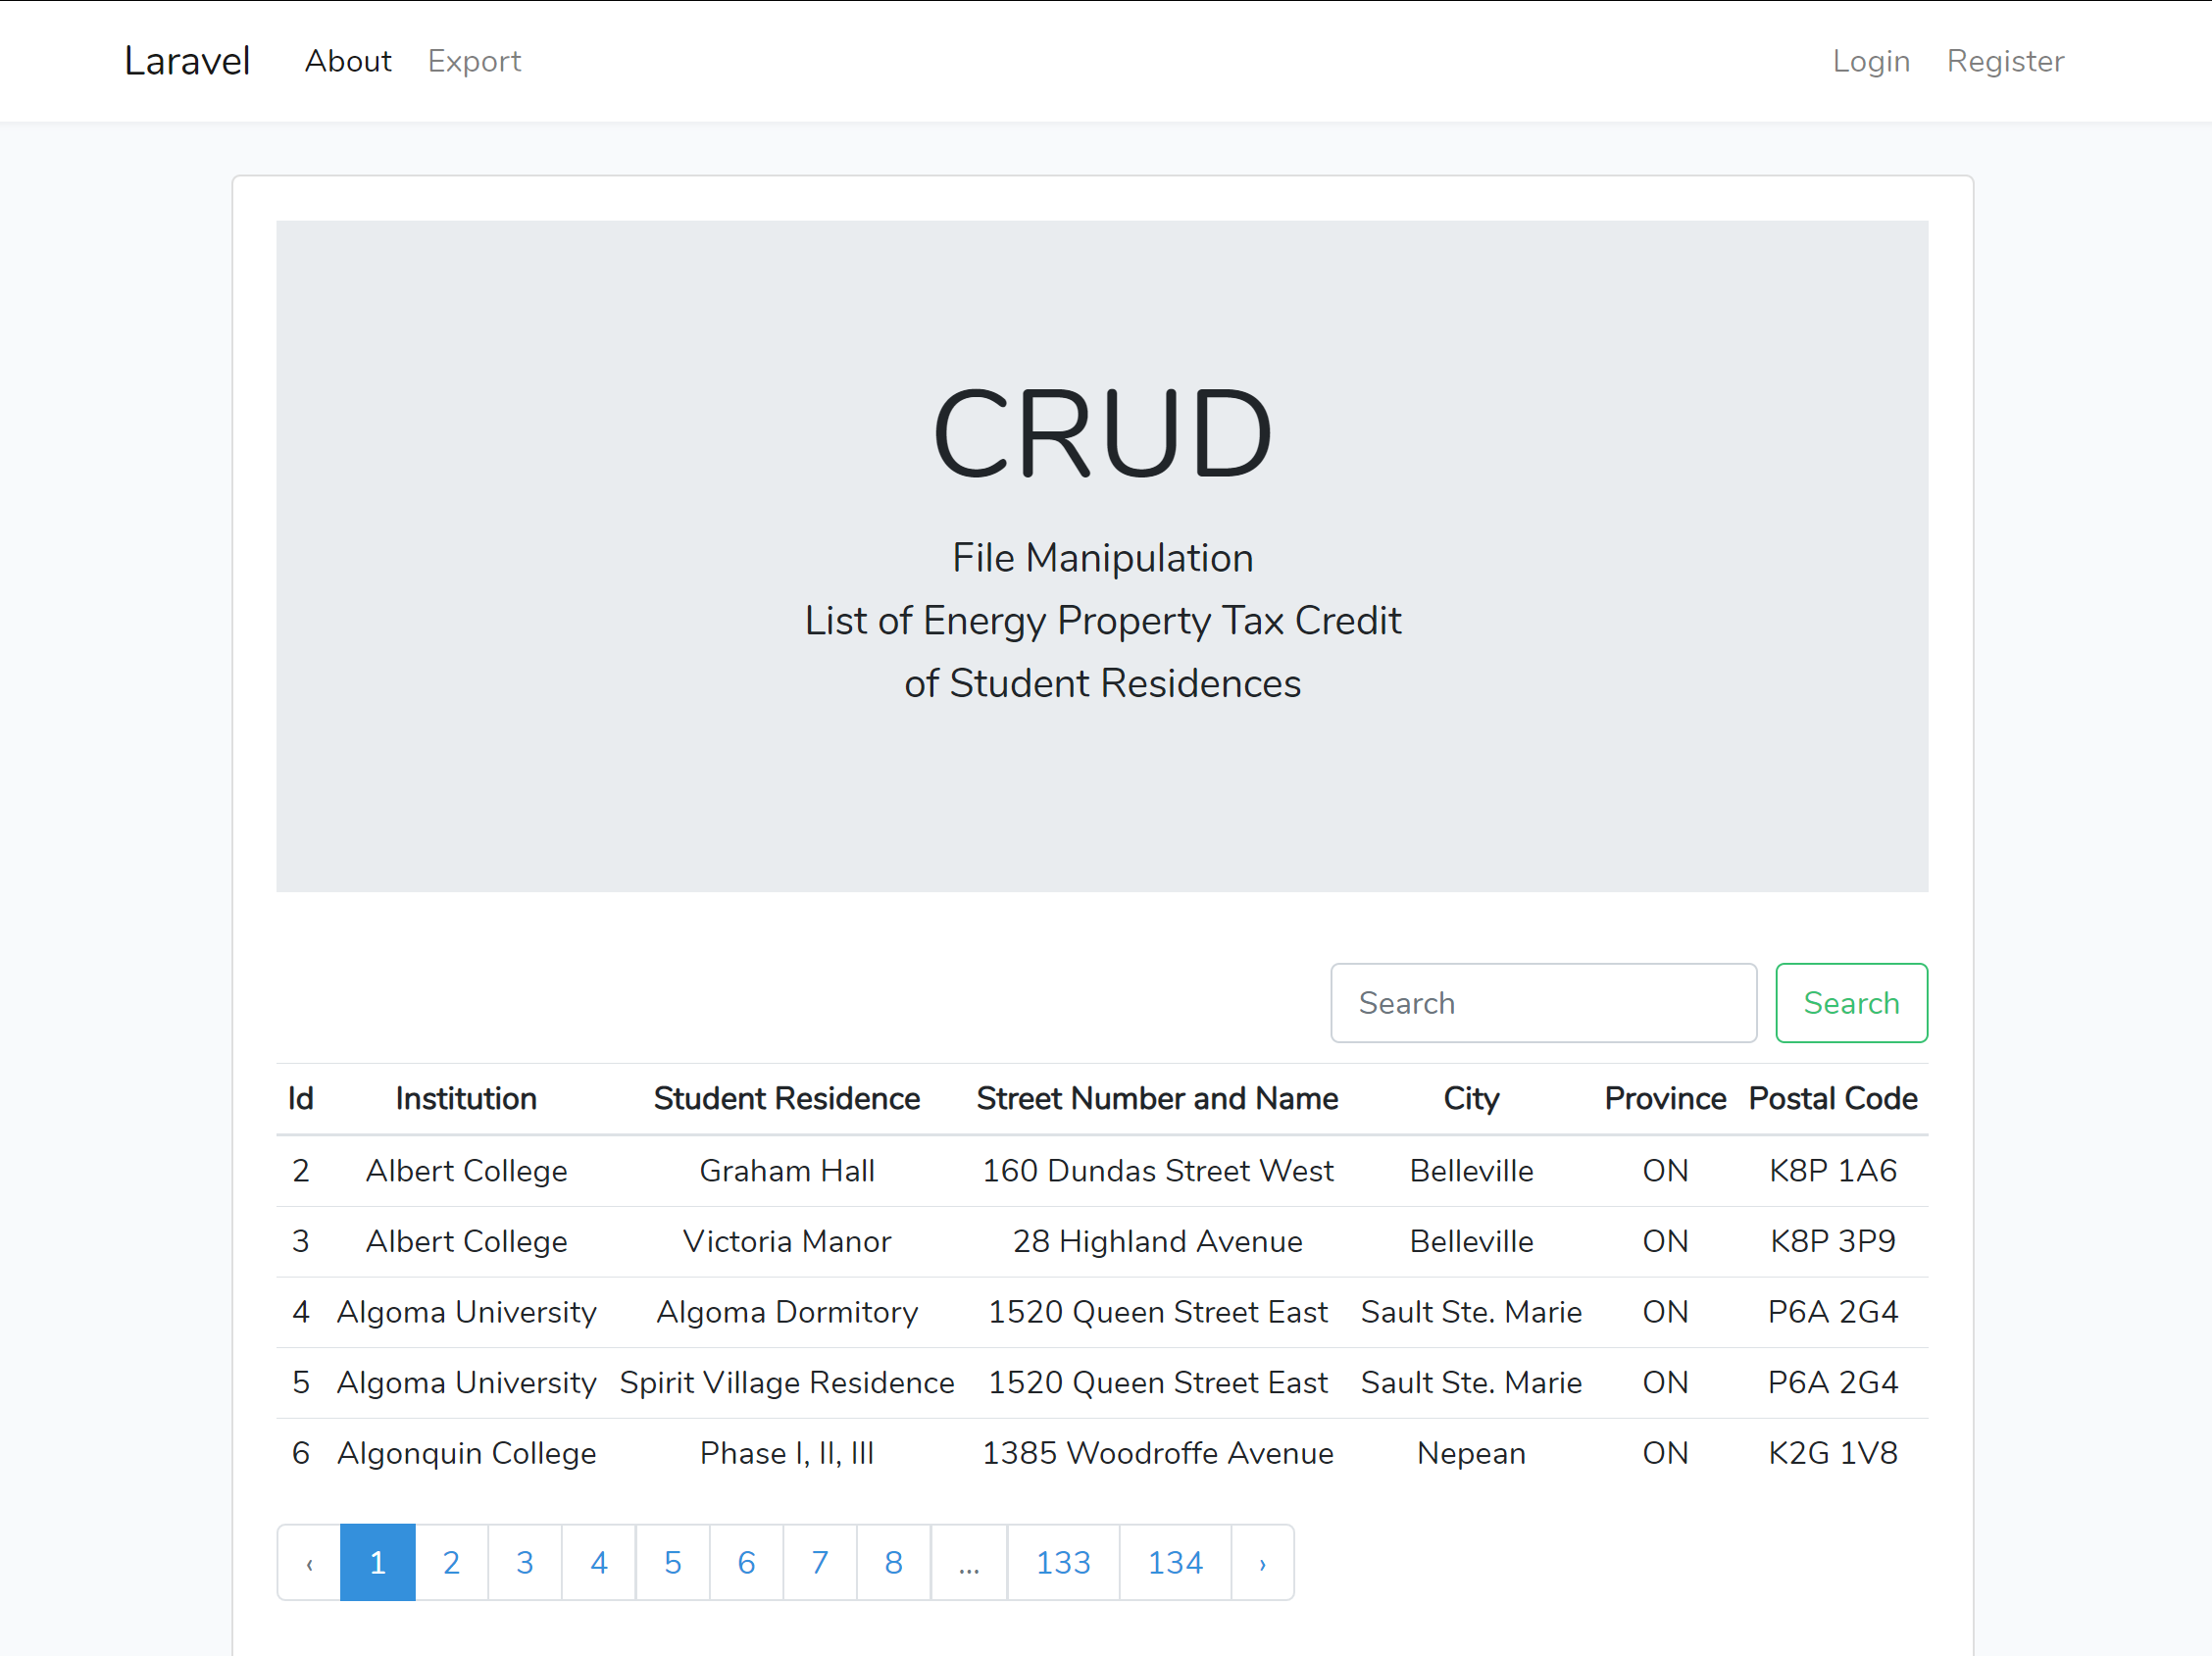 Laravel About Export Login Register
CRUD
File Manipulation
List of Energy Property Tax Credit
of Student Residences
Search Search
Id Institution Student Residence Street Number and Name City Province Postal Code
2 Albert College Graham Hall 160 Dundas Street West Belleville ON K8P 1A6
3 Albert College Victoria Manor 28 Highland Avenue Belleville ON K8P 3P9
4 Algoma University Algoma Dormitory 1520 Queen Street East Sault Ste. Marie ON P6A 2G4
5 Algoma University Spirit Village Residence 1520 Queen Street East Sault Ste. Marie ON P6A 2G4
6 Algonquin College Phase I, II, III 1385 Woodroffe Avenue Nepean ON K2G 1V8
‹ 1 2 3 4 5 6 7 8 ... 133 134 ›